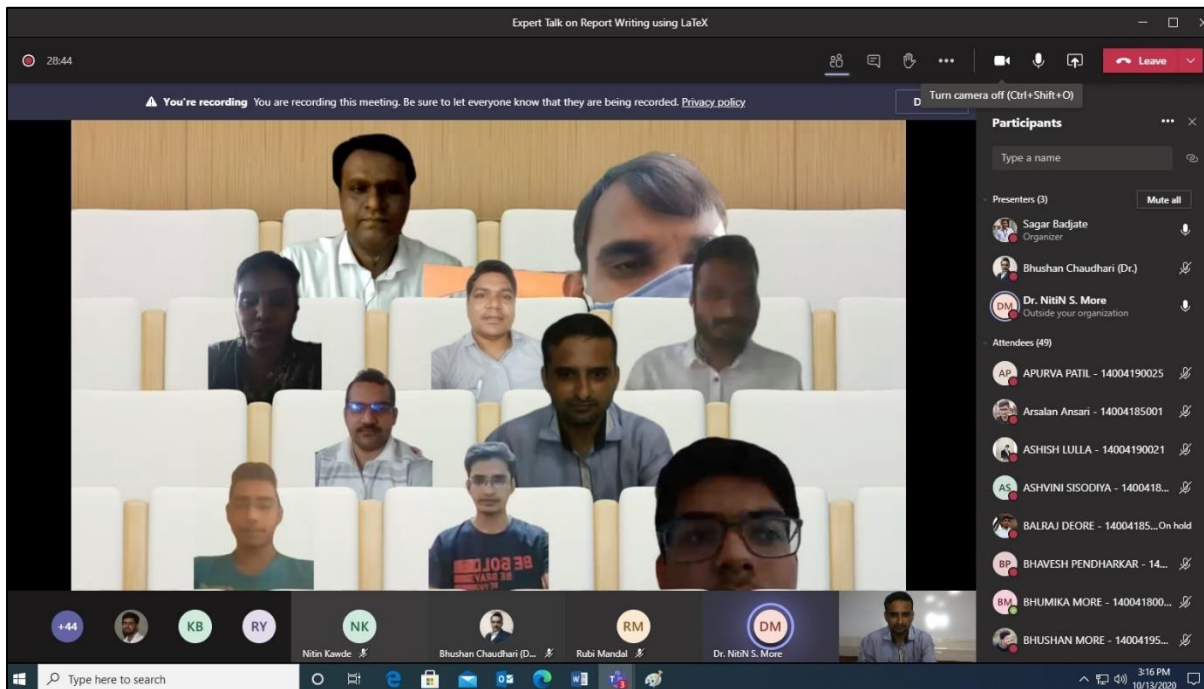 Expert Talk on Report Writing using LaTeX
28:44
Leave
You're recording You are recording this meeting. Be sure to let everyone know that they are being recorded. Privacy policy
Turn camera off (Ctrl+Shift+O)
Participants
Type a name
Presenters (3) Mute all
Sagar Badjate
Organizer
Bhushan Chaudhari (Dr.)
DM Dr. NitiN S. More
Outside your organization
Attendees (49)
AP APURVA PATIL - 14004190025
Arsalan Ansari - 14004185001
ASHISH LULLA - 14004190021
AS ASHVINI SISODIYA - 1400418...
BALRAJ DEORE - 14004185... On hold
BP BHAVESH PENDHARKAR - 14...
BM BHUMIKA MORE - 140041800...
BHUSHAN MORE - 14004195...
BE BOLD
BE BRAVE
+44 KB RY NK RM DM
Nitin Kawde Bhushan Chaudhari (D... Rubi Mandal Dr. NitiN S. More
Type here to search
3:16 PM
10/13/2020